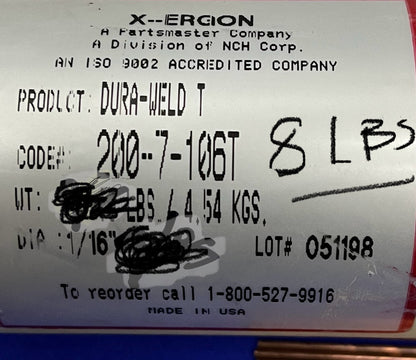 X--ERGON
A Partsmaster Company
A Division of NCH Corp.
AN ISO 9002 ACCREDITED COMPANY
PRODUCT: DURA-WELD T
CODE#: 200-7-106T
8 LBS
WT: LBS. / 4.54 KGS.
DIA :1/16"
LOT# 051198
To reorder call 1-800-527-9916
MADE IN USA